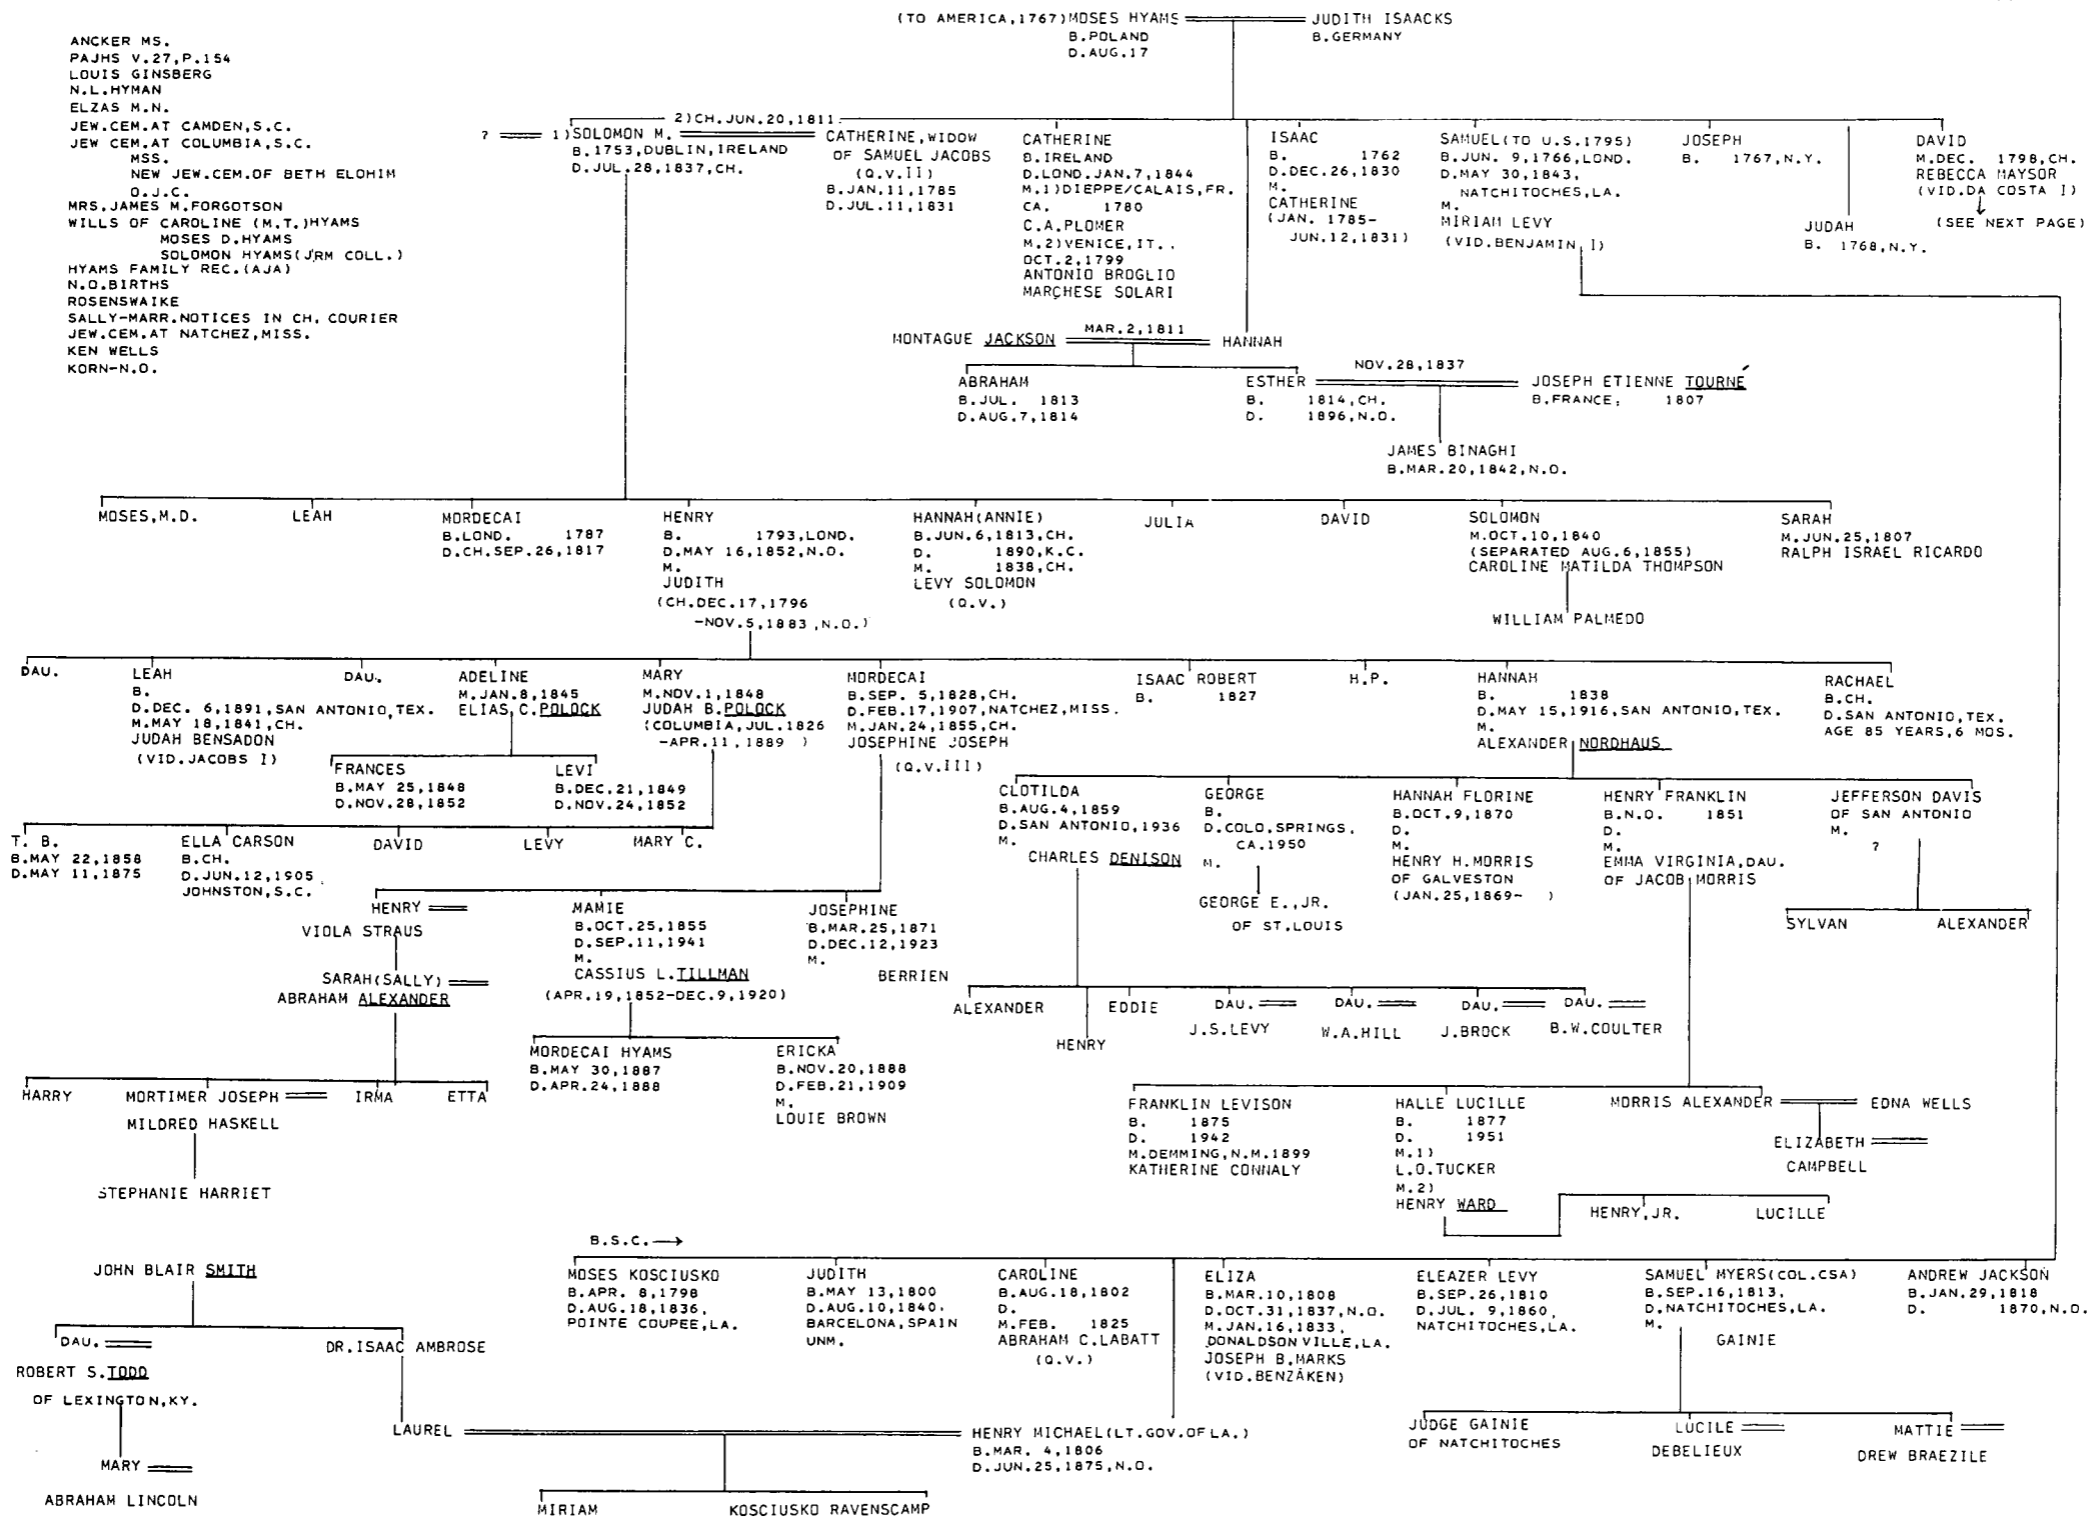 (TO AMERICA,1767)MOSES HYAMS
B.POLAND
D.AUG.17
JUDITH ISAACKS
B.GERMANY
ANCKER MS.
PAJHS V.27,P.154
LOUIS GINSBERG
N.L.HYMAN
ELZAS M.N.
JEW.CEM.AT CAMDEN,S.C.
JEW CEM.AT COLUMBIA,S.C.
MSS.
NEW JEW.CEM.OF BETH ELOHIM
O.J.C.
MRS.JAMES M.FORGOTSON
WILLS OF CAROLINE (M.T.)HYAMS
MOSES D.HYAMS
SOLOMON HYAMS(JRM COLL.)
HYAMS FAMILY REC.(AJA)
N.O.BIRTHS
ROSENSWAIKE
SALLY-MARR.NOTICES IN CH. COURIER
JEW.CEM.AT NATCHEZ,MISS.
KEN WELLS
KORN-N.O.
2)CH.JUN.20,1811
?
1)SOLOMON M.
B.1753,DUBLIN,IRELAND
D.JUL.28,1837,CH.
CATHERINE,WIDOW
OF SAMUEL JACOBS
(Q.V.II)
B.JAN.11,1785
D.JUL.11,1831
CATHERINE
B.IRELAND
D.LOND.JAN.7,1844
M.1)DIEPPE/CALAIS,FR.
CA. 1780
C.A.PLOMER
M.2)VENICE,IT.,
OCT.2,1799
ANTONIO BROGLIO
MARCHESE SOLARI
ISAAC
B. 1762
D.DEC.26,1830
M.
CATHERINE
(JAN. 1785-
JUN.12,1831)
SAMUEL(TO U.S.1795)
B.JUN. 9,1766,LOND.
D.MAY 30,1843,
NATCHITOCHES,LA.
M.
MIRIAM LEVY
(VID.BENJAMIN I)
JOSEPH
B. 1767,N.Y.
JUDAH
B. 1768,N.Y.
DAVID
M.DEC. 1798,CH.
REBECCA MAYSOR
(VID.DA COSTA I)
(SEE NEXT PAGE)
MONTAGUE JACKSON
MAR.2,1811
HANNAH
ABRAHAM
B.JUL. 1813
D.AUG.7,1814
ESTHER
B. 1814,CH.
D. 1896,N.O.
NOV.28,1837
JOSEPH ETIENNE TOURNÉ
B.FRANCE, 1807
JAMES BINAGHI
B.MAR.20,1842,N.O.
MOSES,M.D.
LEAH
MORDECAI
B.LOND. 1787
D.CH.SEP.26,1817
HENRY
B. 1793,LOND.
D.MAY 16,1852,N.O.
M.
JUDITH
(CH.DEC.17,1796
-NOV.5,1883,N.O.)
HANNAH(ANNIE)
B.JUN.6,1813,CH.
D. 1890,K.C.
M. 1838,CH.
LEVY SOLOMON
(Q.V.)
JULIA
DAVID
SOLOMON
M.OCT.10,1840
(SEPARATED AUG.6,1855)
CAROLINE MATILDA THOMPSON
WILLIAM PALMEDO
SARAH
M.JUN.25,1807
RALPH ISRAEL RICARDO
DAU.
LEAH
B.
D.DEC. 6,1891,SAN ANTONIO,TEX.
M.MAY 18,1841,CH.
JUDAH BENSADON
(VID.JACOBS I)
DAU.
ADELINE
M.JAN.8,1845
ELIAS C.POLOCK
MARY
M.NOV.1,1848
JUDAH B.POLOCK
(COLUMBIA,JUL.1826
-APR.11,1889 )
MORDECAI
B.SEP. 5,1828,CH.
D.FEB.17,1907,NATCHEZ,MISS.
M.JAN.24,1855,CH.
JOSEPHINE JOSEPH
(Q.V.III)
ISAAC ROBERT
B. 1827
H.P.
HANNAH
B. 1838
D.MAY 15,1916,SAN ANTONIO,TEX.
M.
ALEXANDER NORDHAUS
RACHAEL
B.CH.
D.SAN ANTONIO,TEX.
AGE 85 YEARS,6 MOS.
FRANCES
B.MAY 25,1848
D.NOV.28,1852
LEVI
B.DEC.21,1849
D.NOV.24,1852
CLOTILDA
B.AUG.4,1859
D.SAN ANTONIO,1936
M.
CHARLES DENISON
GEORGE
B.
D.COLO.SPRINGS,
CA.1950
M.
GEORGE E.,JR.
OF ST.LOUIS
HANNAH FLORINE
B.OCT.9,1870
D.
M.
HENRY H.MORRIS
OF GALVESTON
(JAN.25,1869- )
HENRY FRANKLIN
B.N.O. 1851
D.
M.
EMMA VIRGINIA,DAU.
OF JACOB MORRIS
JEFFERSON DAVIS
OF SAN ANTONIO
M.
?
SYLVAN
ALEXANDER
T. B.
B.MAY 22,1858
D.MAY 11,1875
ELLA CARSON
B.CH.
D.JUN.12,1905
JOHNSTON,S.C.
DAVID
LEVY
MARY C.
HENRY
VIOLA STRAUS
SARAH(SALLY)
ABRAHAM ALEXANDER
MAMIE
B.OCT.25,1855
D.SEP.11,1941
M.
CASSIUS L.TILLMAN
(APR.19,1852-DEC.9,1920)
JOSEPHINE
B.MAR.25,1871
D.DEC.12,1923
M.
BERRIEN
ALEXANDER
HENRY
EDDIE
DAU.
J.S.LEVY
DAU.
W.A.HILL
DAU.
J.BROCK
DAU.
B.W.COULTER
MORDECAI HYAMS
B.MAY 30,1887
D.APR.24,1888
ERICKA
B.NOV.20,1888
D.FEB.21,1909
M.
LOUIE BROWN
HARRY
MORTIMER JOSEPH
MILDRED HASKELL
IRMA
ETTA
STEPHANIE HARRIET
FRANKLIN LEVISON
B. 1875
D. 1942
M.DEMMING,N.M.1899
KATHERINE CONNALY
HALLE LUCILLE
B. 1877
D. 1951
M.1)
L.O.TUCKER
M.2)
HENRY WARD
MORRIS ALEXANDER
EDNA WELLS
ELIZABETH
CAMPBELL
HENRY,JR.
LUCILLE
B.S.C.→
MOSES KOSCIUSKO
B.APR. 8,1798
D.AUG.18,1836,
POINTE COUPEE,LA.
JUDITH
B.MAY 13,1800
D.AUG.10,1840,
BARCELONA,SPAIN
UNM.
CAROLINE
B.AUG.18,1802
D.
M.FEB. 1825
ABRAHAM C.LABATT
(Q.V.)
ELIZA
B.MAR.10,1808
D.OCT.31,1837,N.O.
M.JAN.16,1833,
DONALDSON VILLE,LA.
JOSEPH B.MARKS
(VID.BENZAKEN)
ELEAZER LEVY
B.SEP.26,1810
D.JUL. 9,1860,
NATCHITOCHES,LA.
SAMUEL MYERS(COL.CSA)
B.SEP.16,1813,
D.NATCHITOCHES,LA.
M.
GAINIE
ANDREW JACKSON
B.JAN.29,1818
D. 1870,N.O.
JOHN BLAIR SMITH
DAU.
ROBERT S.TODD
OF LEXINGTON,KY.
DR.ISAAC AMBROSE
MARY
ABRAHAM LINCOLN
LAUREL
HENRY MICHAEL(LT.GOV.OF LA.)
B.MAR. 4,1806
D.JUN.25,1875,N.O.
JUDGE GAINIE
OF NATCHITOCHES
LUCILE
DEBELIEUX
MATTIE
DREW BRAEZILE
MIRIAM
KOSCIUSKO RAVENSCAMP